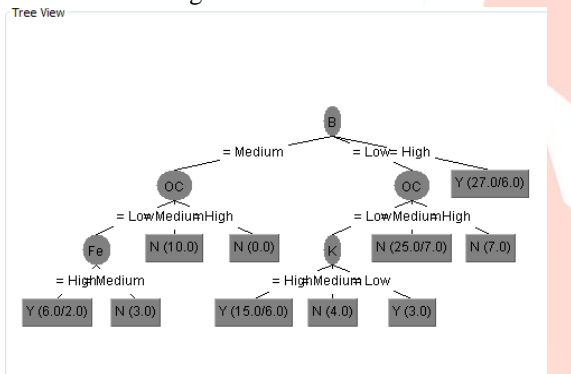 Tree View
B
= Medium = Low = High
OC OC Y (27.0/6.0)
= Low = Medium = High = Low = Medium = High
Fe N (10.0) N (0.0) K N (25.0/7.0) N (7.0)
= High = Medium = High = Medium = Low
Y (6.0/2.0) N (3.0) Y (15.0/6.0) N (4.0) Y (3.0)